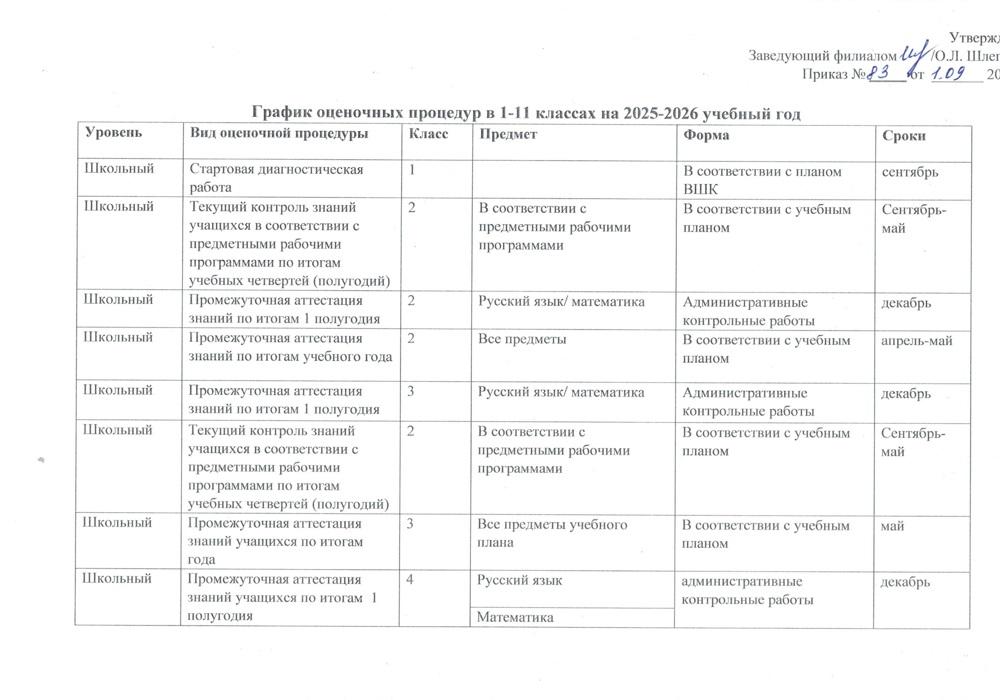 Утвержд
Заведующий филиалом /О.Л. Шлег
Приказ № 83 от 1.09 20
График оценочных процедур в 1-11 классах на 2025-2026 учебный год
Уровень Вид оценочной процедуры Класс Предмет Форма Сроки
Школьный Стартовая диагностическая 1 В соответствии с планом сентябрь
работа ВШК
Школьный Текущий контроль знаний 2 В соответствии с В соответствии с учебным Сентябрь-
учащихся в соответствии с предметными рабочими планом май
предметными рабочими программами
программами по итогам
учебных четвертей (полугодий)
Школьный Промежуточная аттестация 2 Русский язык/ математика Административные декабрь
знаний по итогам 1 полугодия контрольные работы
Школьный Промежуточная аттестация 2 Все предметы В соответствии с учебным апрель-май
знаний по итогам учебного года планом
Школьный Промежуточная аттестация 3 Русский язык/ математика Административные декабрь
знаний по итогам 1 полугодия контрольные работы
Школьный Текущий контроль знаний 2 В соответствии с В соответствии с учебным Сентябрь-
учащихся в соответствии с предметными рабочими планом май
предметными рабочими программами
программами по итогам
учебных четвертей (полугодий)
Школьный Промежуточная аттестация 3 Все предметы учебного В соответствии с учебным май
знаний учащихся по итогам плана планом
года
Школьный Промежуточная аттестация 4 Русский язык административные декабрь
знаний учащихся по итогам 1 контрольные работы
полугодия Математика